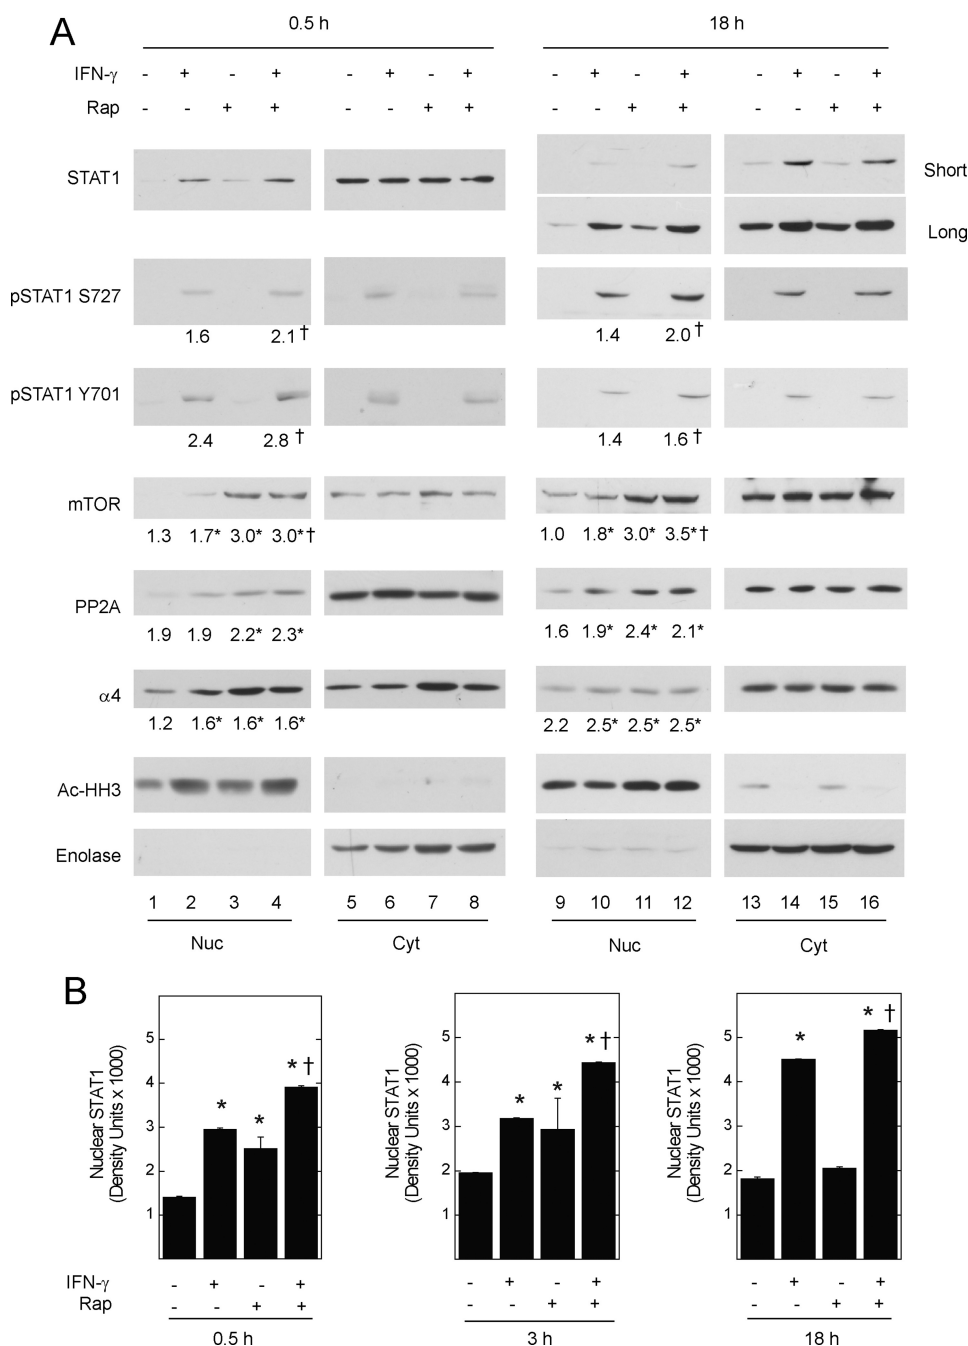 A
0.5 h 18 h
IFN-γ - + - + - + - + - + - + - + - +
Rap - - + + - - + + - - + + - - + +
STAT1 Short
Long
pSTAT1 S727
1.6 2.1† 1.4 2.0†
pSTAT1 Y701
2.4 2.8† 1.4 1.6†
mTOR
1.3 1.7* 3.0* 3.0*† 1.0 1.8* 3.0* 3.5*†
PP2A
1.9 1.9 2.2* 2.3* 1.6 1.9* 2.4* 2.1*
α4
1.2 1.6* 1.6* 1.6* 2.2 2.5* 2.5* 2.5*
Ac-HH3
Enolase
1 2 3 4 5 6 7 8 9 10 11 12 13 14 15 16
Nuc Cyt Nuc Cyt
B
Nuclear STAT1
(Density Units x 1000)
5
4
3
2
1
* * * †
Nuclear STAT1
(Density Units x 1000)
5
4
3
2
1
* * * †
Nuclear STAT1
(Density Units x 1000)
5
4
3
2
1
* * †
IFN-γ - + - + - + - + - + - +
Rap - - + + - - + + - - + +
0.5 h 3 h 18 h